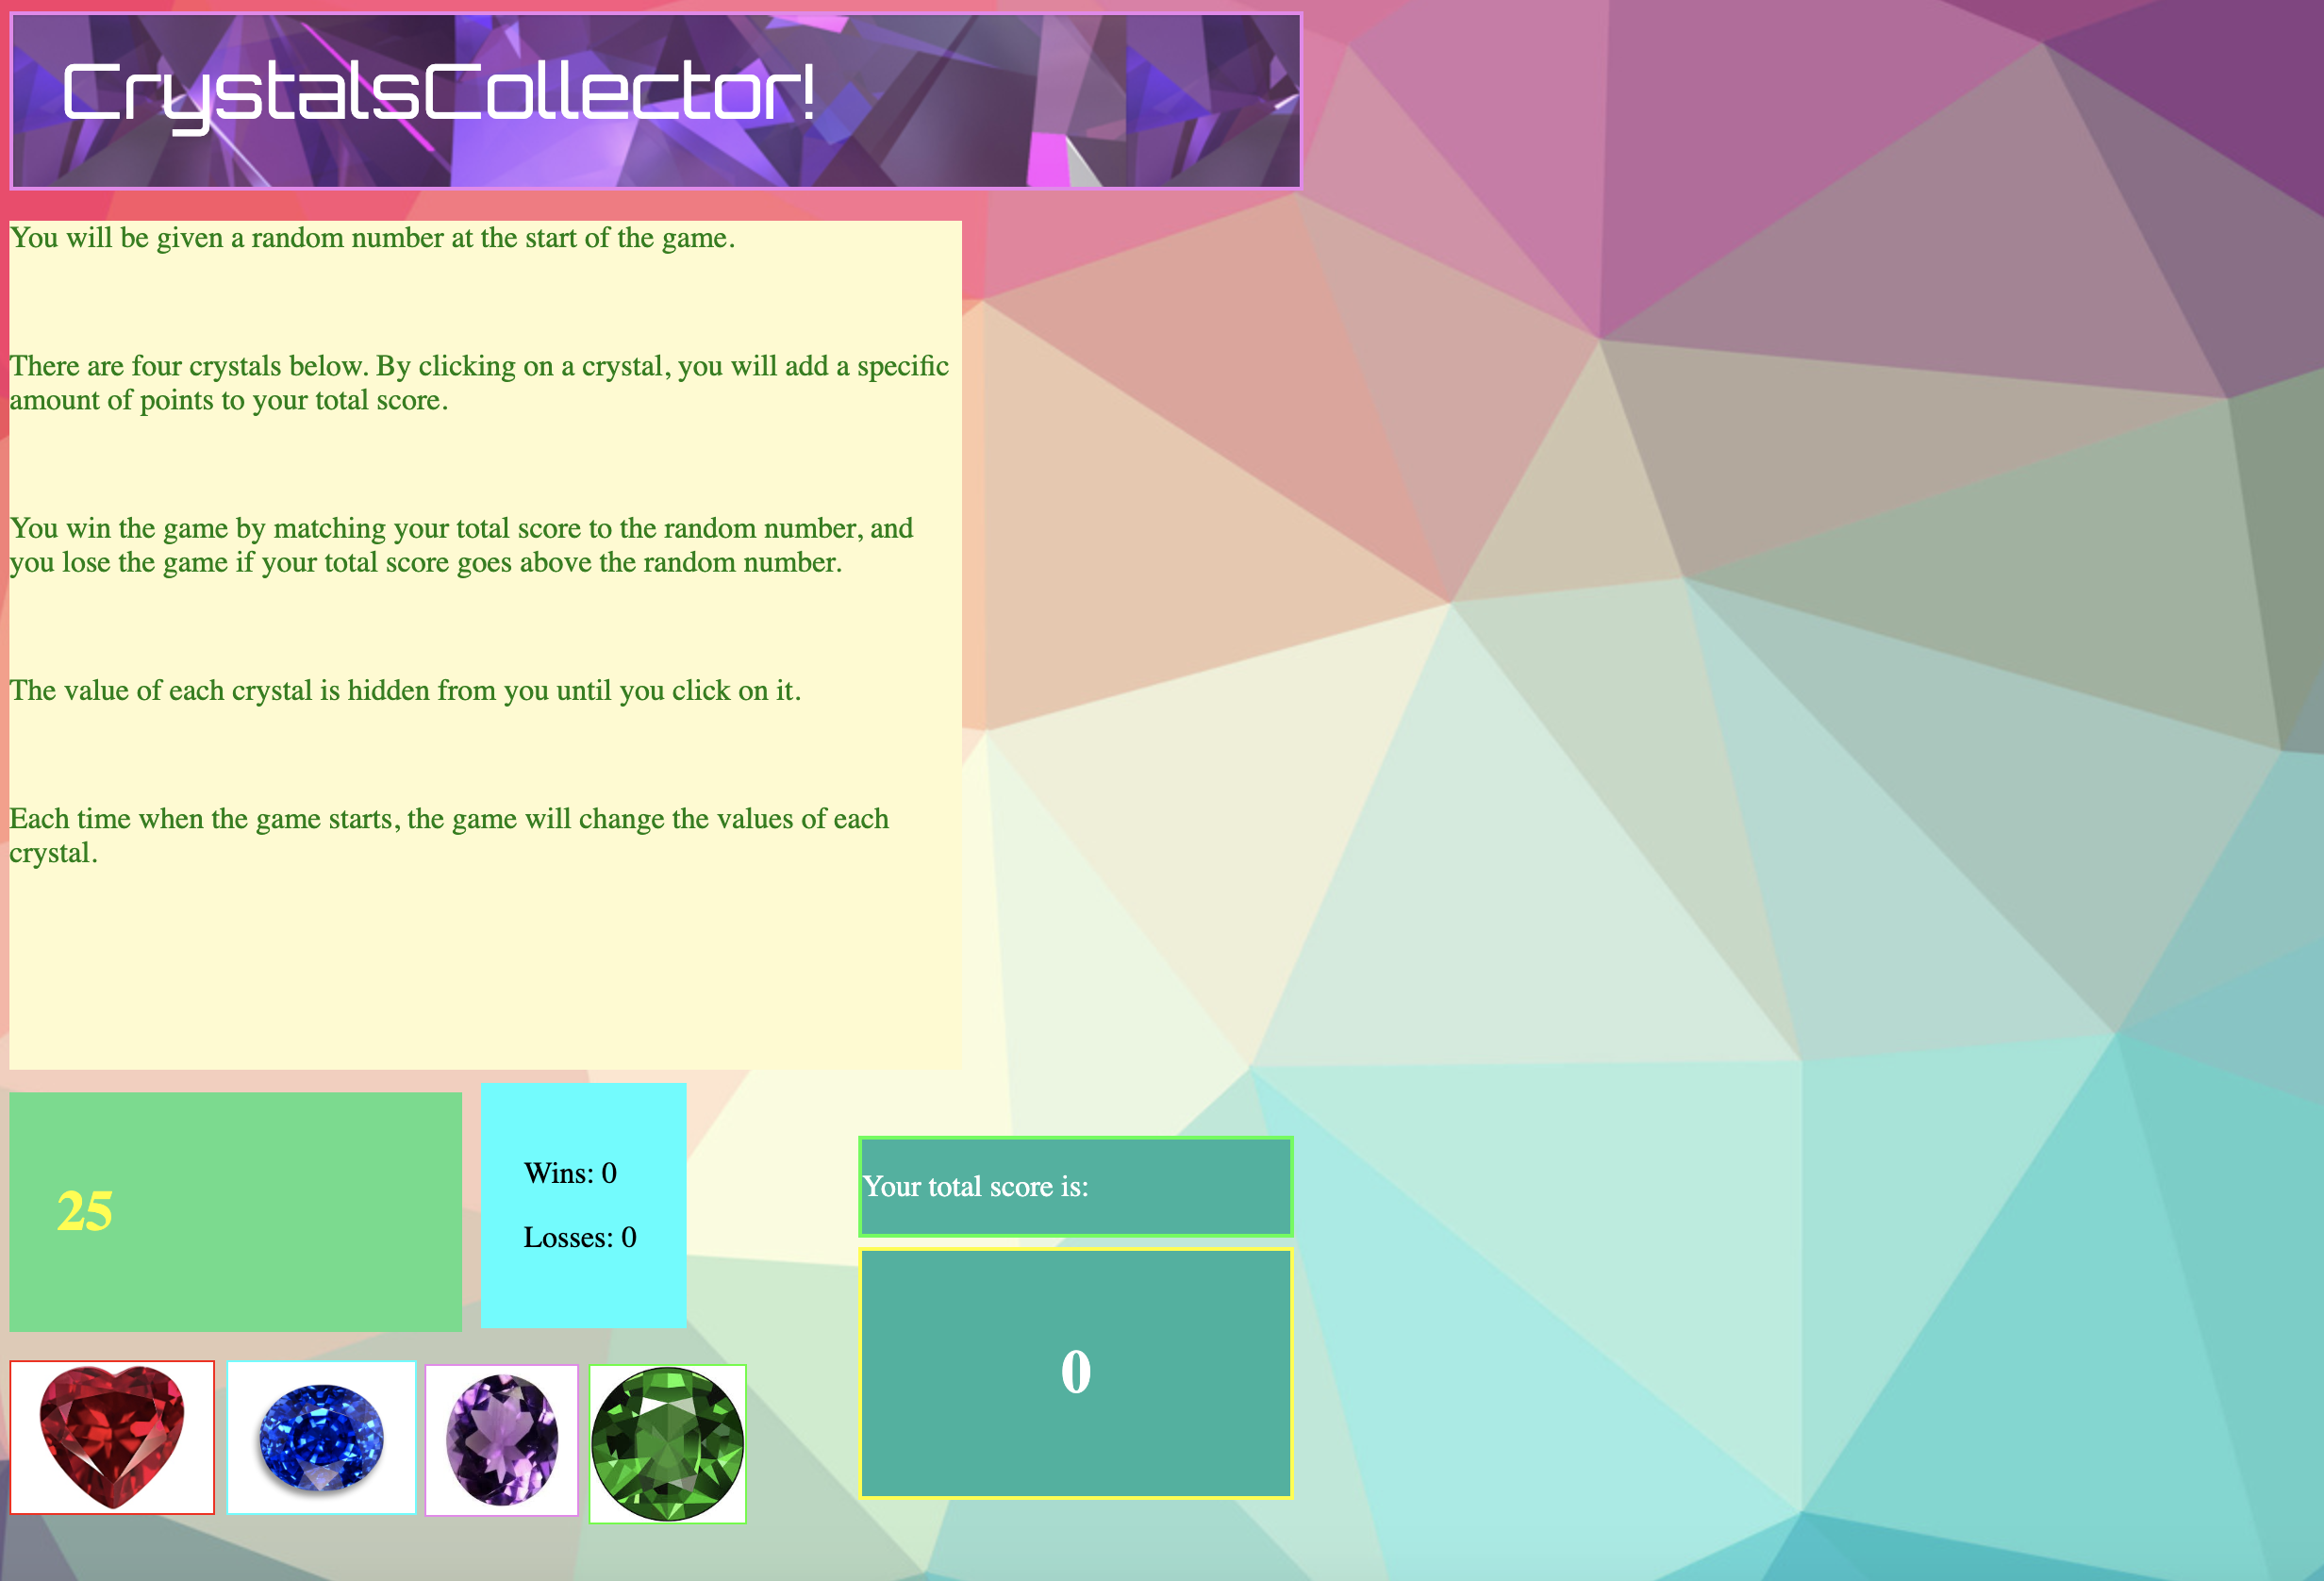 CrystalsCollector!
You will be given a random number at the start of the game.
There are four crystals below. By clicking on a crystal, you will add a specific
amount of points to your total score.
You win the game by matching your total score to the random number, and
you lose the game if your total score goes above the random number.
The value of each crystal is hidden from you until you click on it.
Each time when the game starts, the game will change the values of each
crystal.
25
Wins: 0
Losses: 0
Your total score is:
0